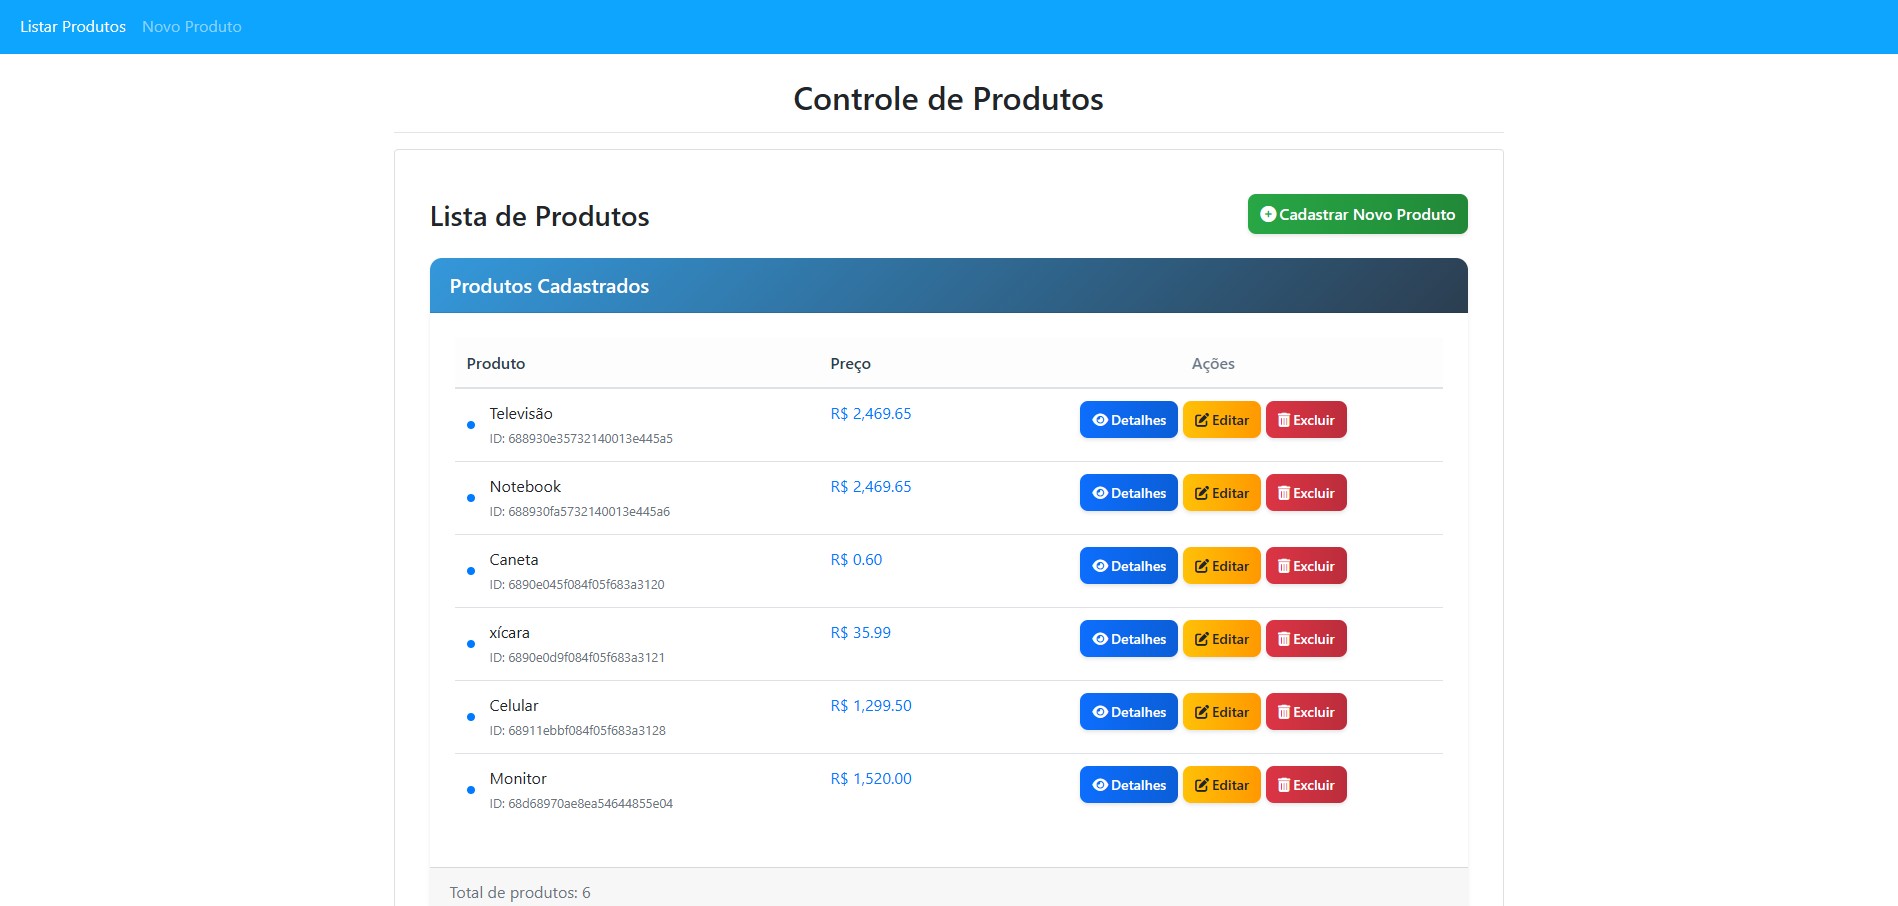 Listar Produtos Novo Produto
Controle de Produtos
Lista de Produtos
Cadastrar Novo Produto
Produtos Cadastrados
Produto Preço Ações
Televisão R$ 2,469.65 Detalhes Editar Excluir
ID: 688930e35732140013e445a5
Notebook R$ 2,469.65 Detalhes Editar Excluir
ID: 688930fa5732140013e445a6
Caneta R$ 0.60 Detalhes Editar Excluir
ID: 6890e045f084f05f683a3120
xícara R$ 35.99 Detalhes Editar Excluir
ID: 6890e0d9f084f05f683a3121
Celular R$ 1,299.50 Detalhes Editar Excluir
ID: 68911ebbf084f05f683a3128
Monitor R$ 1,520.00 Detalhes Editar Excluir
ID: 68d68970ae8ea54644855e04
Total de produtos: 6